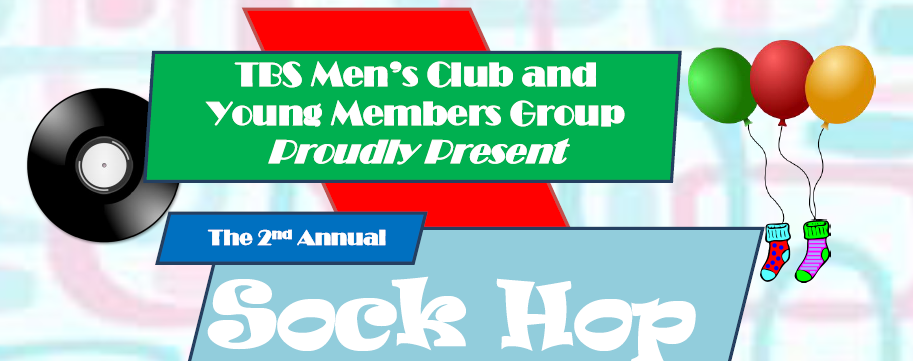 TBS Men's Club and
Young Members Group
Proudly Present
The 2nd Annual
Sock Hop